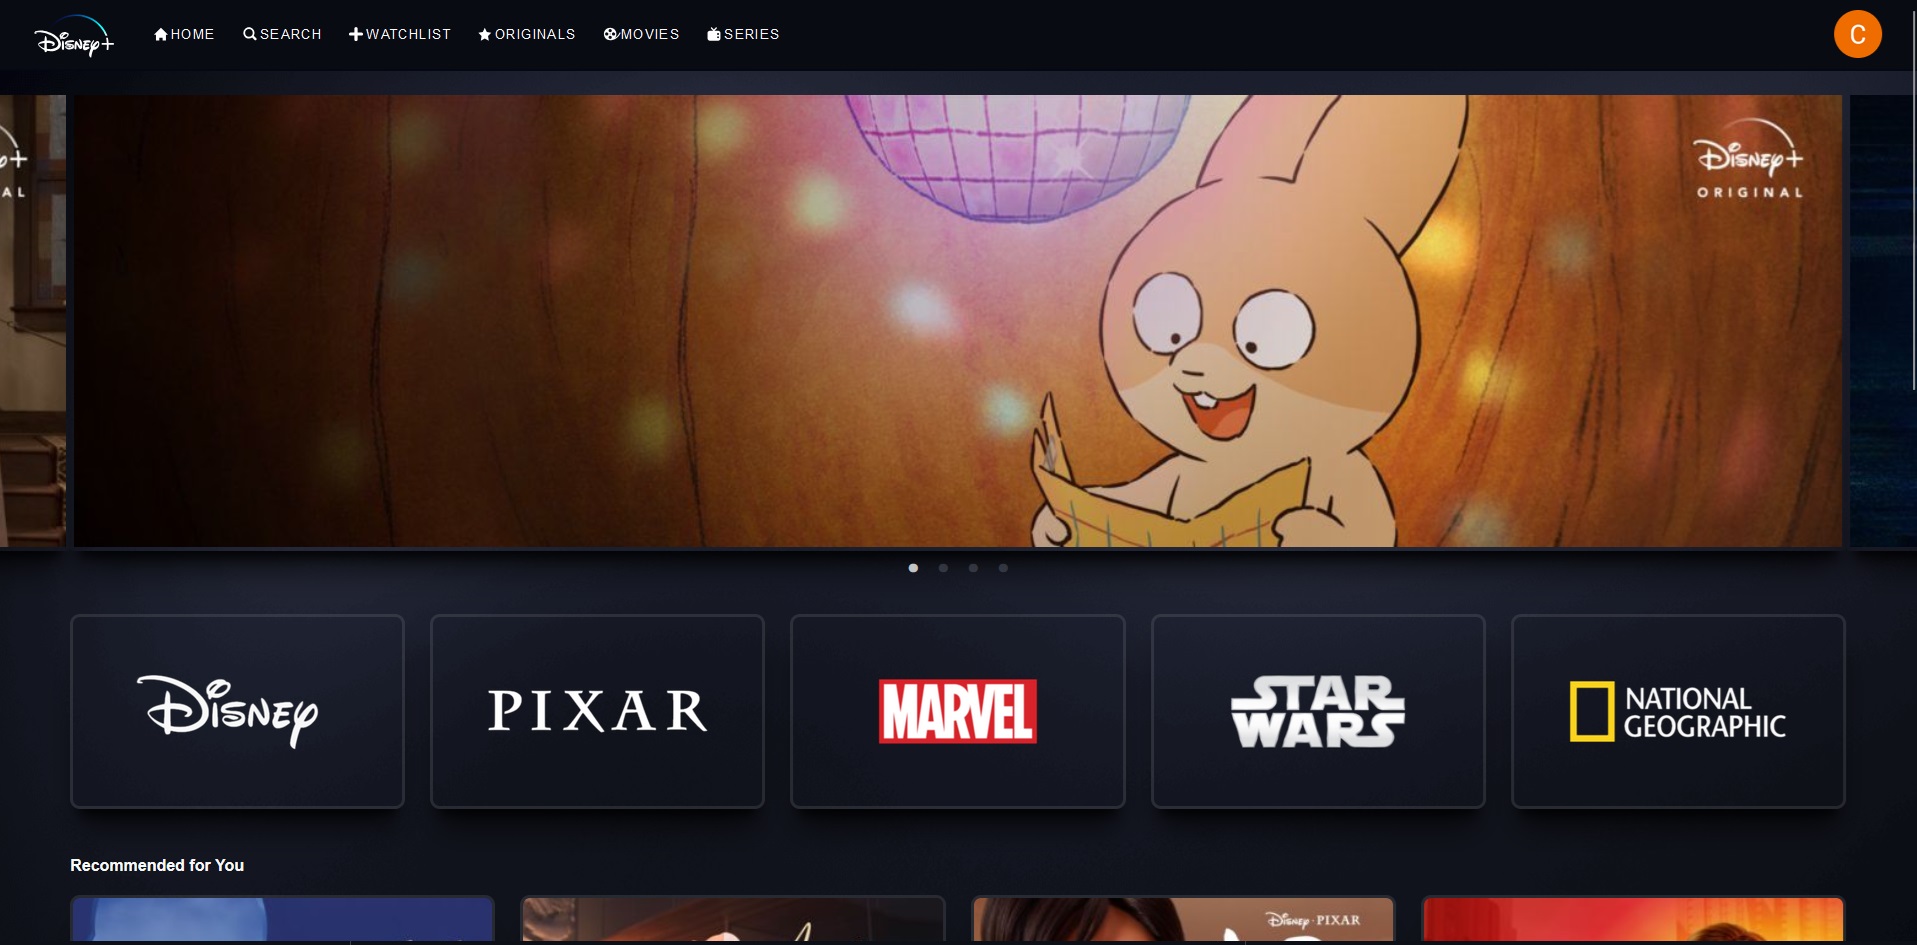 Disney+
HOME
SEARCH
WATCHLIST
ORIGINALS
MOVIES
SERIES
C
Disney+
ORIGINAL
Disney
PIXAR
MARVEL
STAR
WARS
NATIONAL
GEOGRAPHIC
Recommended for You
Disney · PIXAR